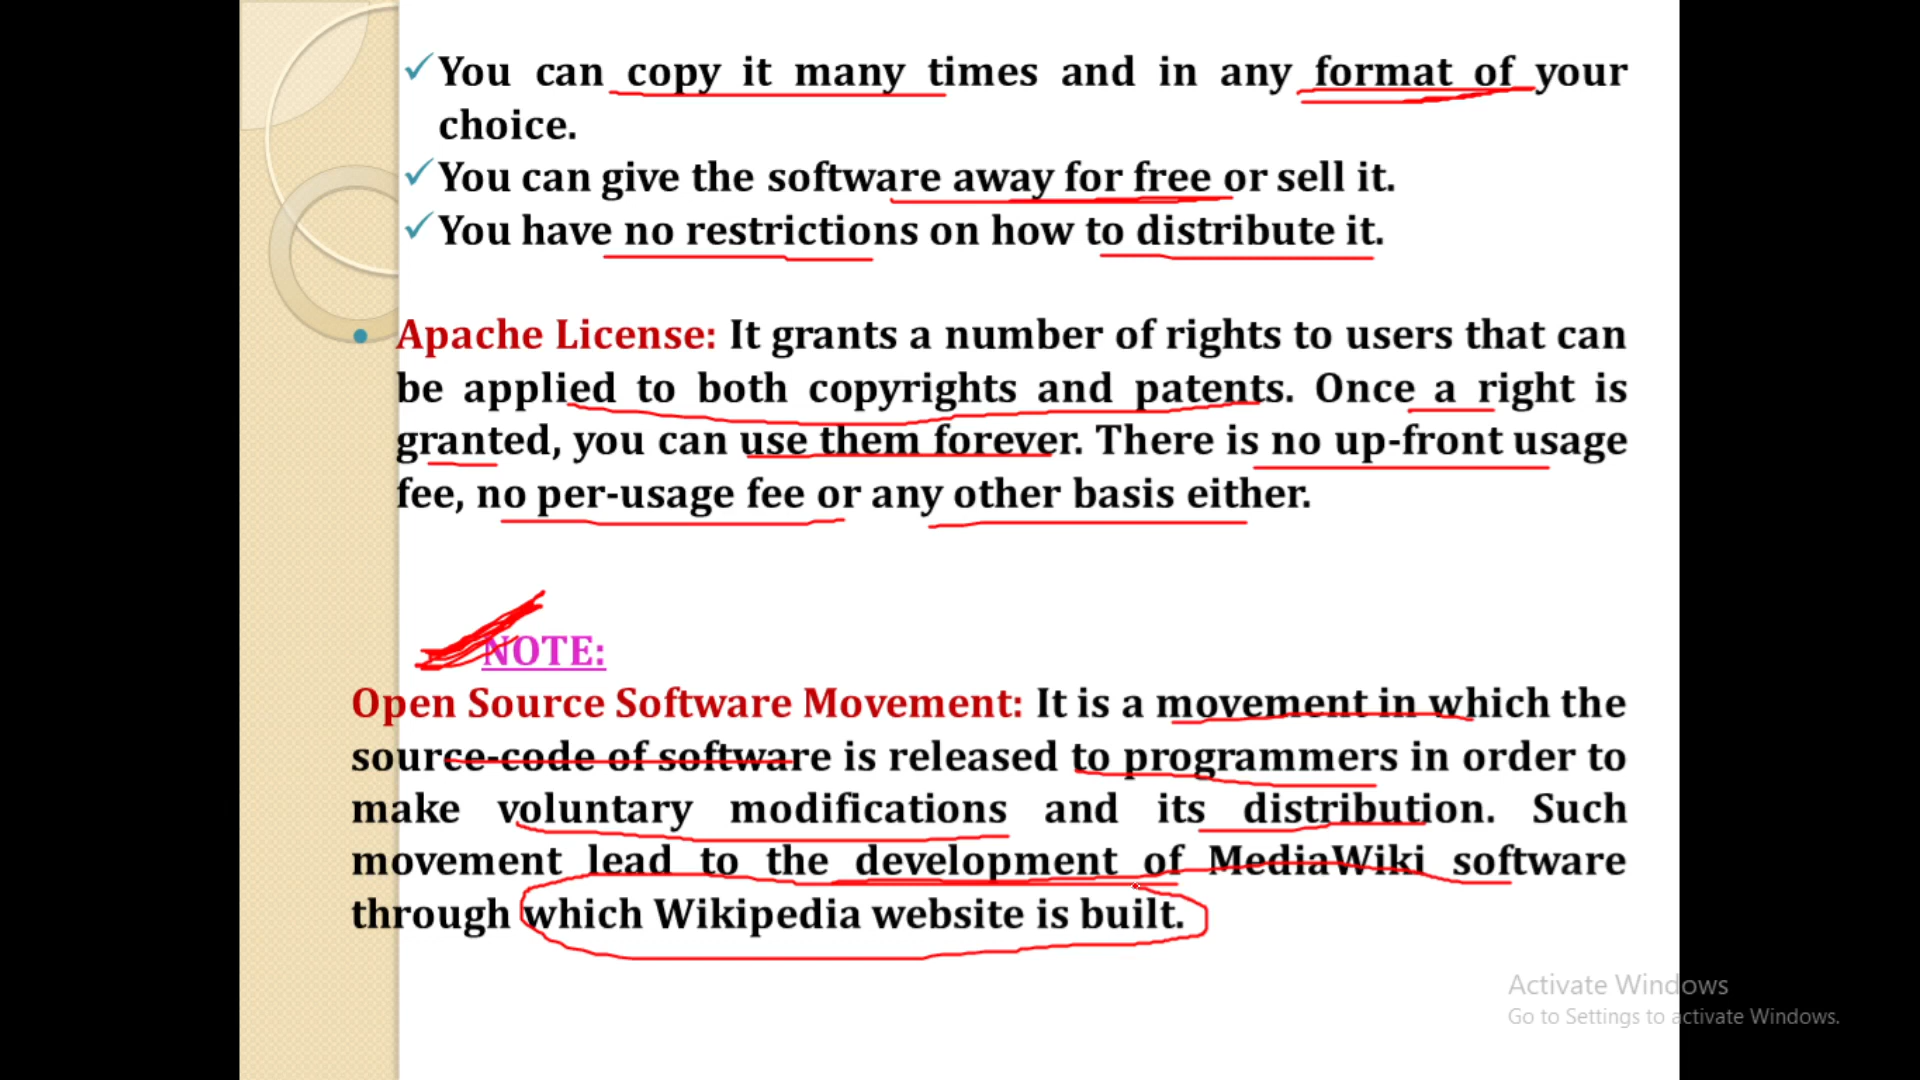 ✓You can copy it many times and in any format of your
choice.
✓You can give the software away for free or sell it.
✓You have no restrictions on how to distribute it.
• Apache License: It grants a number of rights to users that can
be applied to both copyrights and patents. Once a right is
granted, you can use them forever. There is no up-front usage
fee, no per-usage fee or any other basis either.
NOTE:
Open Source Software Movement: It is a movement in which the
source-code of software is released to programmers in order to
make voluntary modifications and its distribution. Such
movement lead to the development of MediaWiki software
through which Wikipedia website is built.
Activate Windows
Go to Settings to activate Windows.